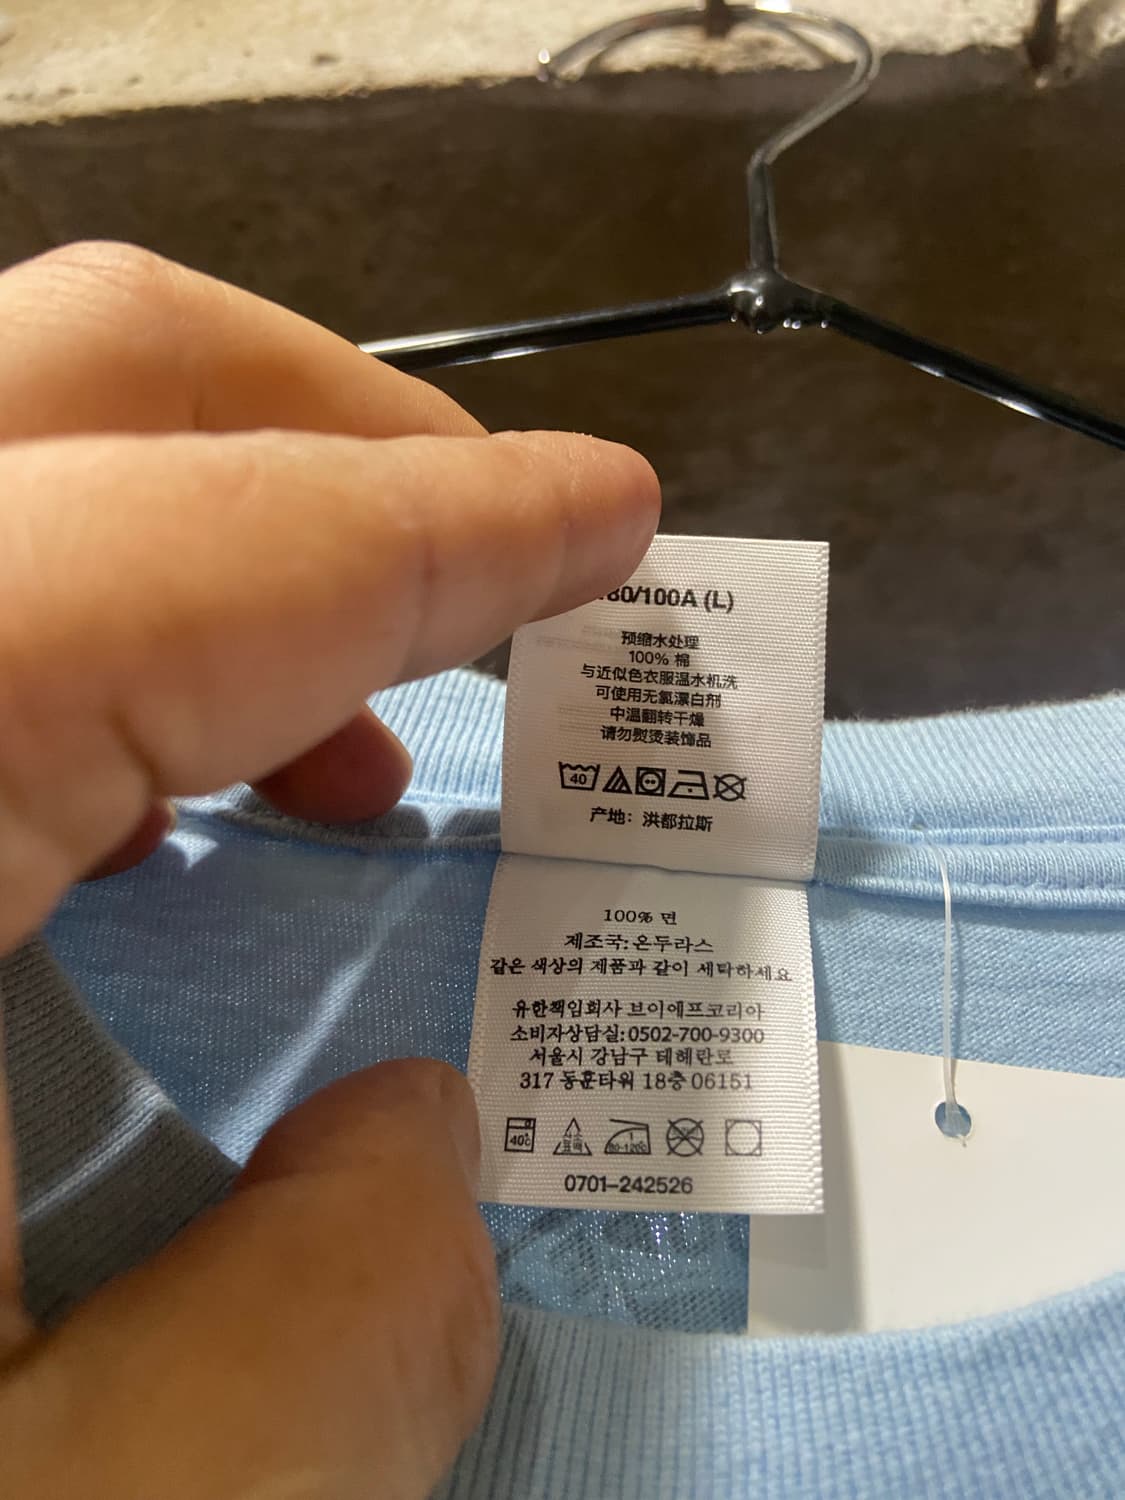 80/100A (L)
预缩水处理
100% 棉
与近似色衣服温水机洗
可使用无氯漂白剂
中温翻转干燥
请勿熨烫装饰品
40
产地：洪都拉斯
100% 면
제조국:온두라스
같은 색상의 제품과 같이 세탁하세요
유한책임회사 브이에프코리아
소비자상담실:0502-700-9300
서울시 강남구 테헤란로
317 동훈타워 18층 06151
40℃ 80-120℃
0701-242526